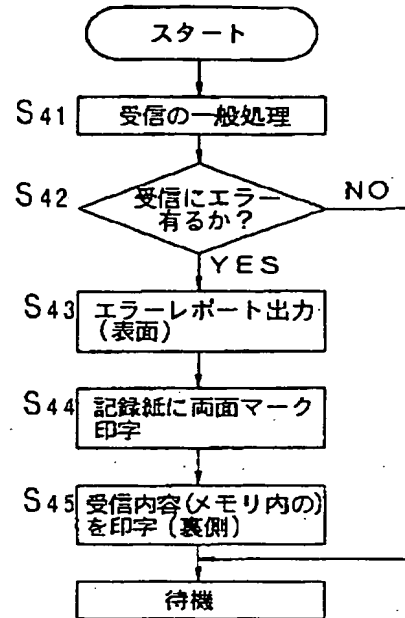 スタート
S41
受信の一般処理
S42
受信にエラー
有るか?
NO
YES
S43
エラーレポート出力
(表面)
S44
記録紙に両面マーク
印字
S45
受信内容(メモリ内の)
を印字(裏側)
待機